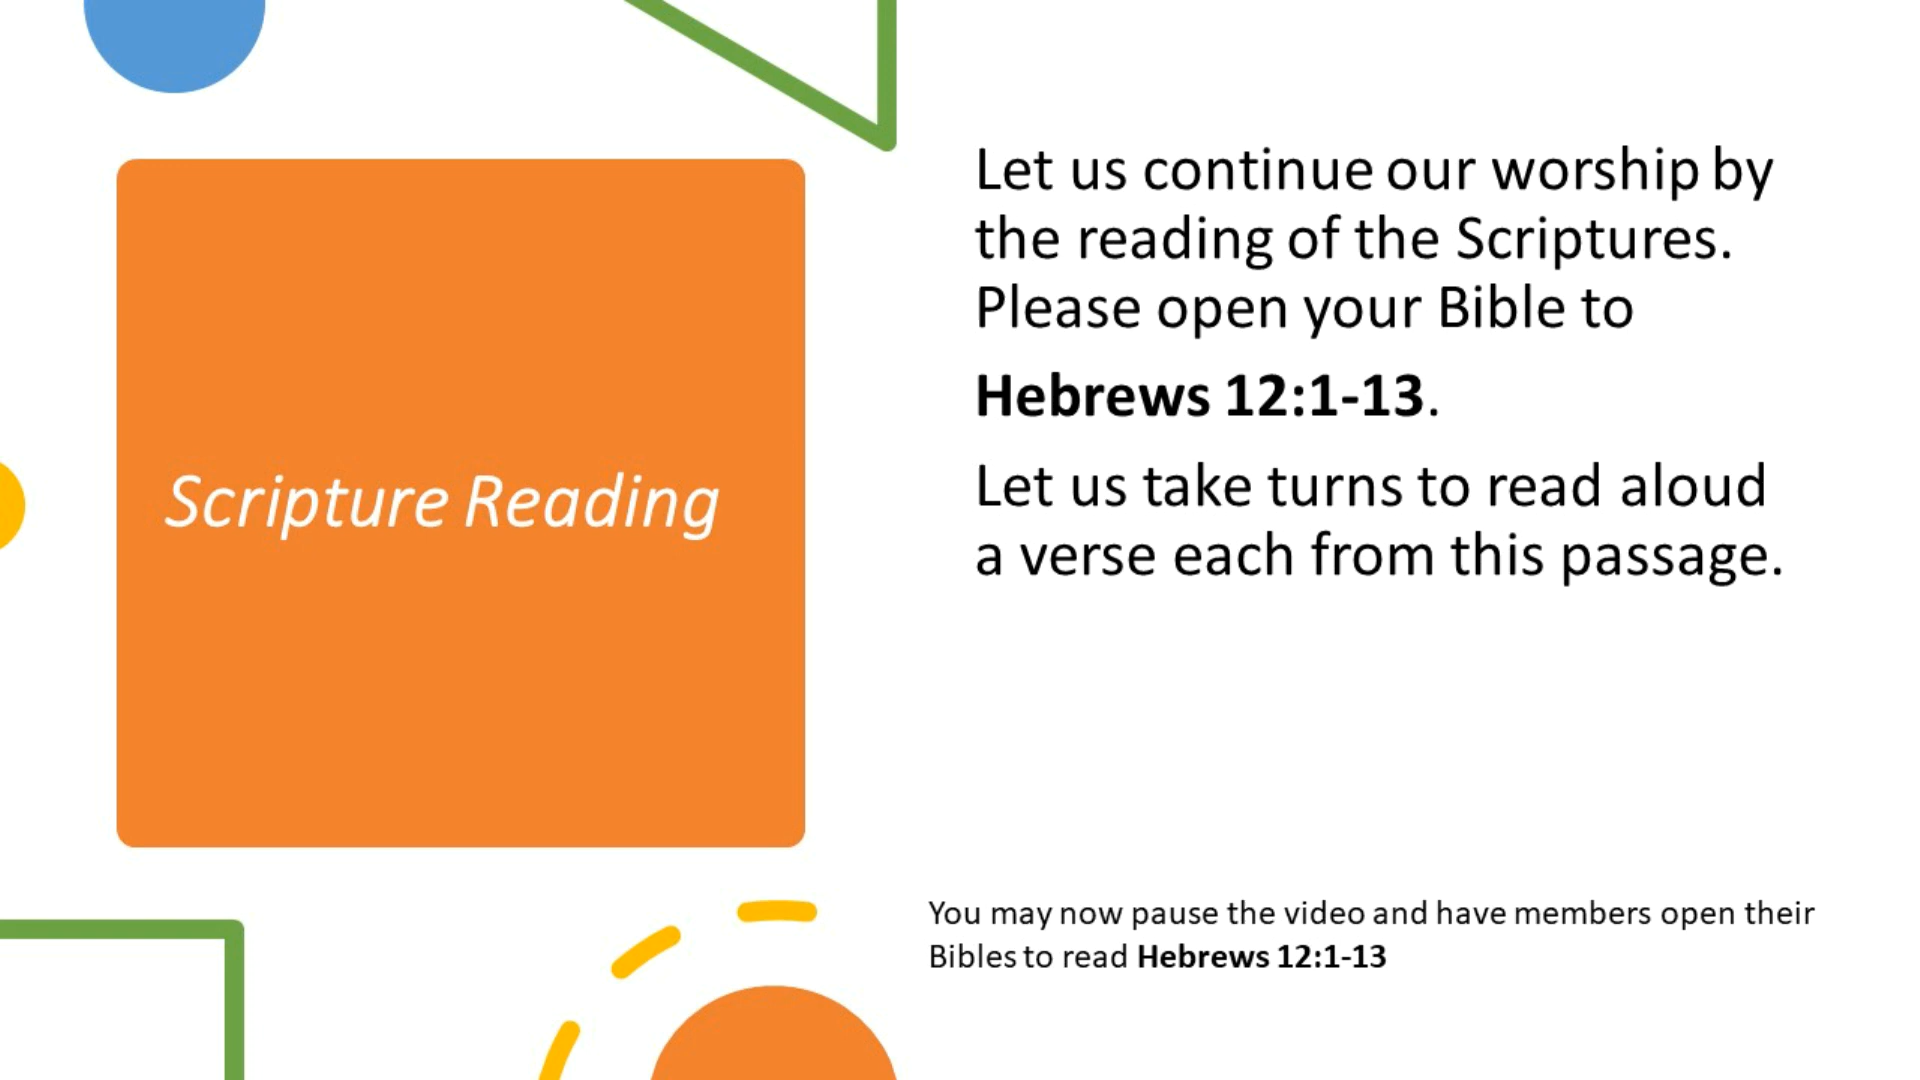 Scripture Reading
Let us continue our worship by
the reading of the Scriptures.
Please open your Bible to
Hebrews 12:1-13.
Let us take turns to read aloud
a verse each from this passage.
You may now pause the video and have members open their
Bibles to read Hebrews 12:1-13